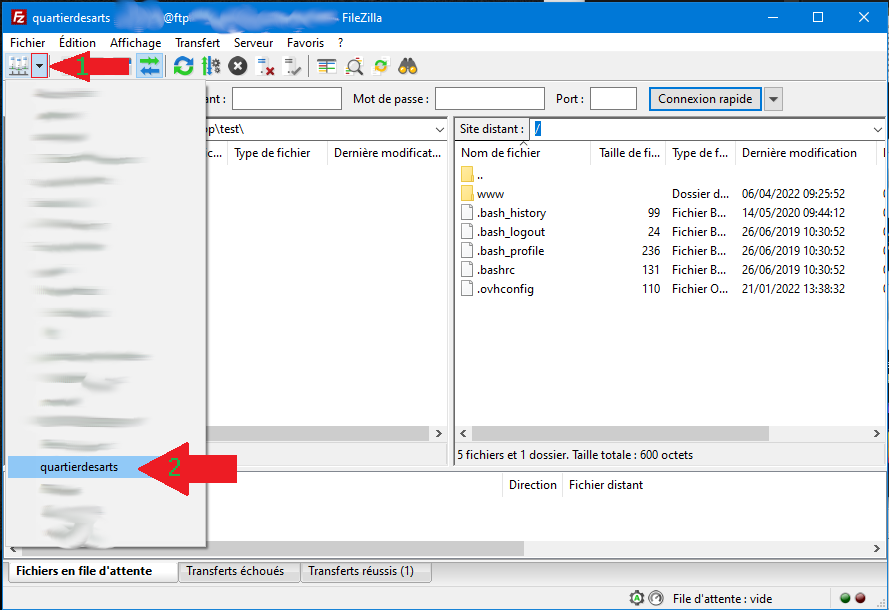 quartierdesarts @ftp - FileZilla
Fichier Édition Affichage Transfert Serveur Favoris ?
1
ant : Mot de passe : Port : Connexion rapide
op\test\ Site distant : /
c... Type de fichier Dernière modificat... Nom de fichier Taille de fi... Type de f... Dernière modification
..
www Dossier d... 06/04/2022 09:25:52
.bash_history 99 Fichier B... 14/05/2020 09:44:12
.bash_logout 24 Fichier B... 26/06/2019 10:30:52
.bash_profile 236 Fichier B... 26/06/2019 10:30:52
.bashrc 131 Fichier B... 26/06/2019 10:30:52
.ovhconfig 110 Fichier O... 21/01/2022 13:38:32
5 fichiers et 1 dossier. Taille totale : 600 octets
quartierdesarts 2
Direction Fichier distant
Fichiers en file d'attente Transferts échoués Transferts réussis (1)
File d'attente : vide